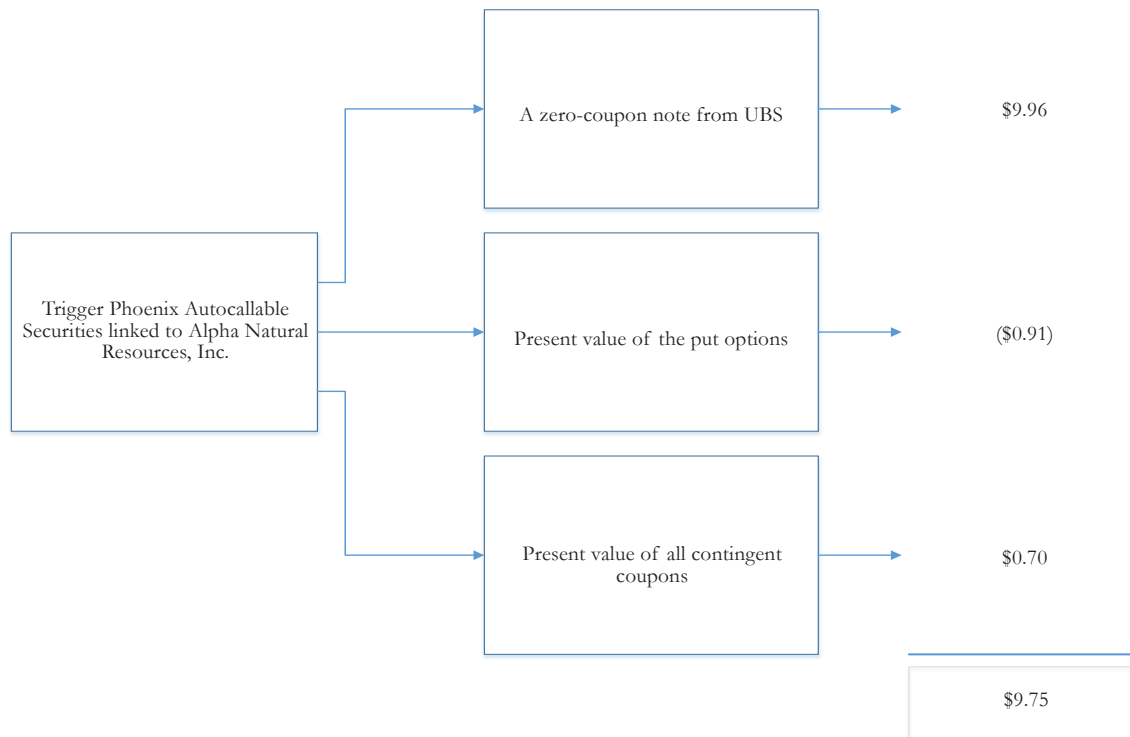 A zero-coupon note from UBS
$9.96
Trigger Phoenix Autocallable
Securities linked to Alpha Natural
Resources, Inc.
Present value of the put options
($0.91)
Present value of all contingent
coupons
$0.70
$9.75